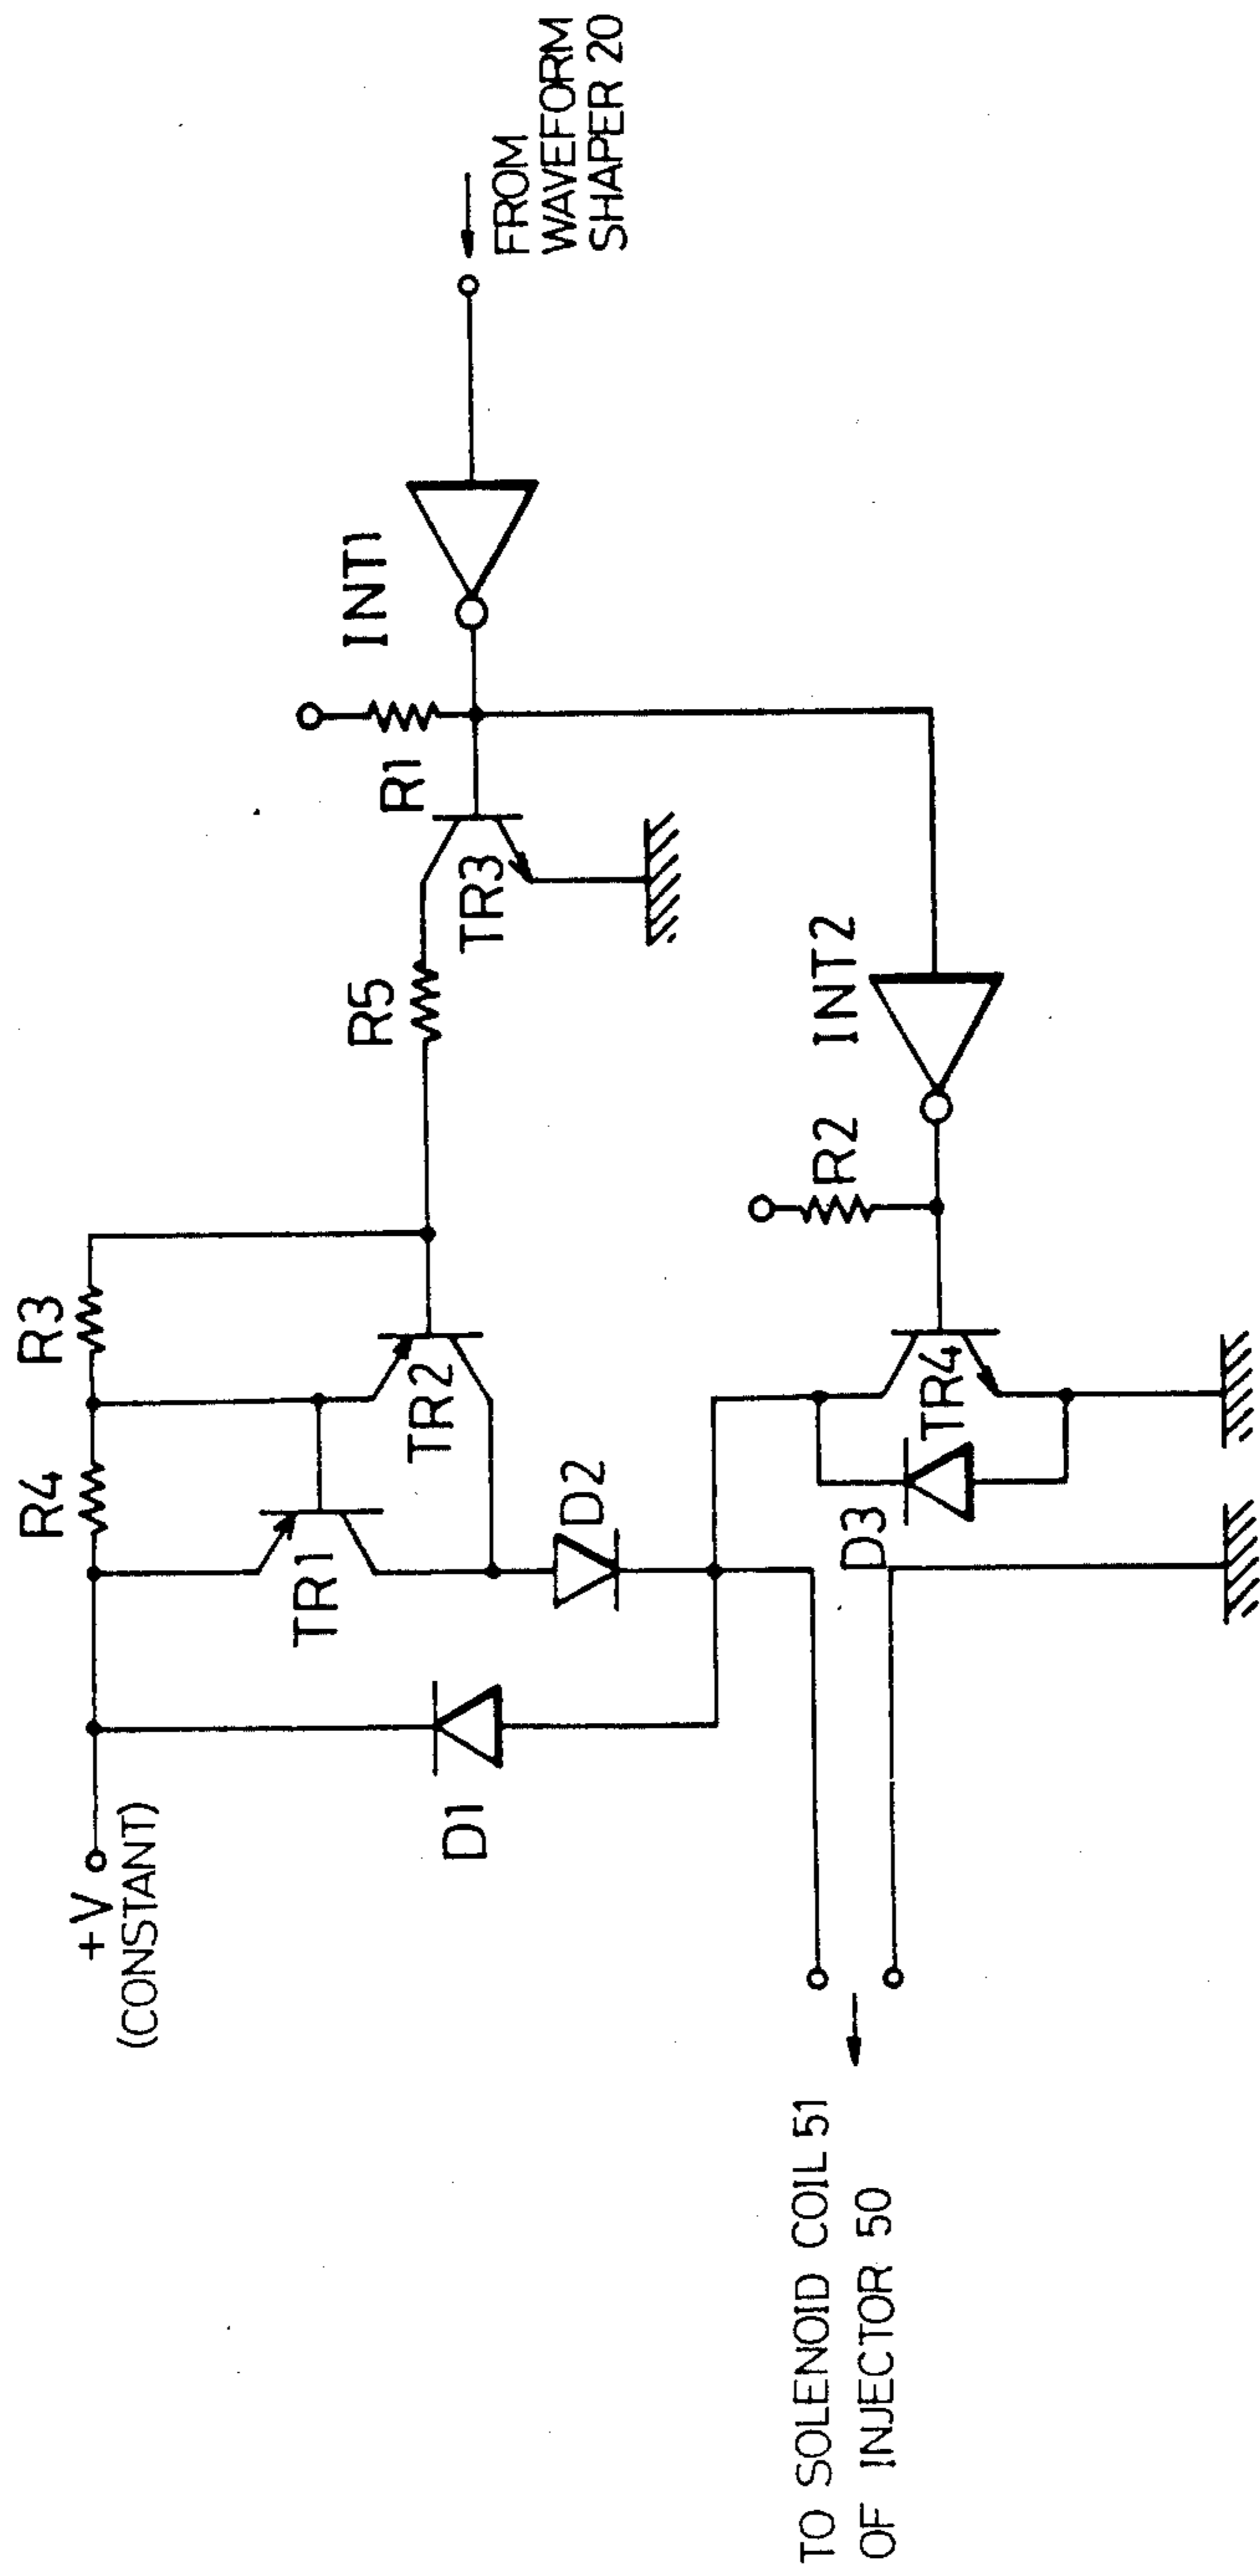 +V
(CONSTANT)
R4
R3
TR1
TR2
D1
D2
R5
R1
TR3
INT1
FROM
WAVEFORM
SHAPER 20
D3
TR4
R2
INT2
TO SOLENOID COIL 51
OF INJECTOR 50